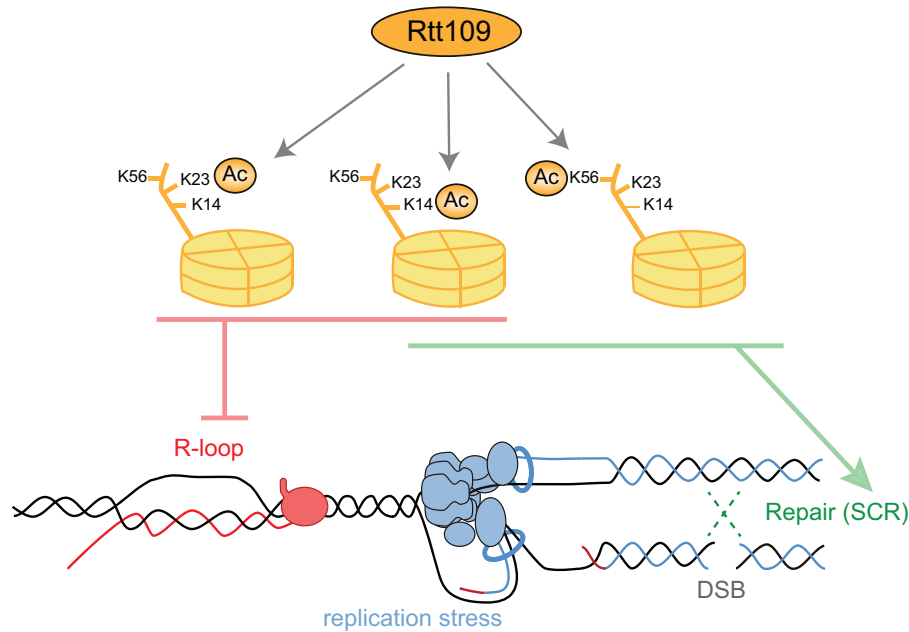 Rtt109
Ac
K56
K23
K14
K56
K23
K14
Ac
Ac
K56
K23
K14
R-loop
Repair (SCR)
DSB
replication stress